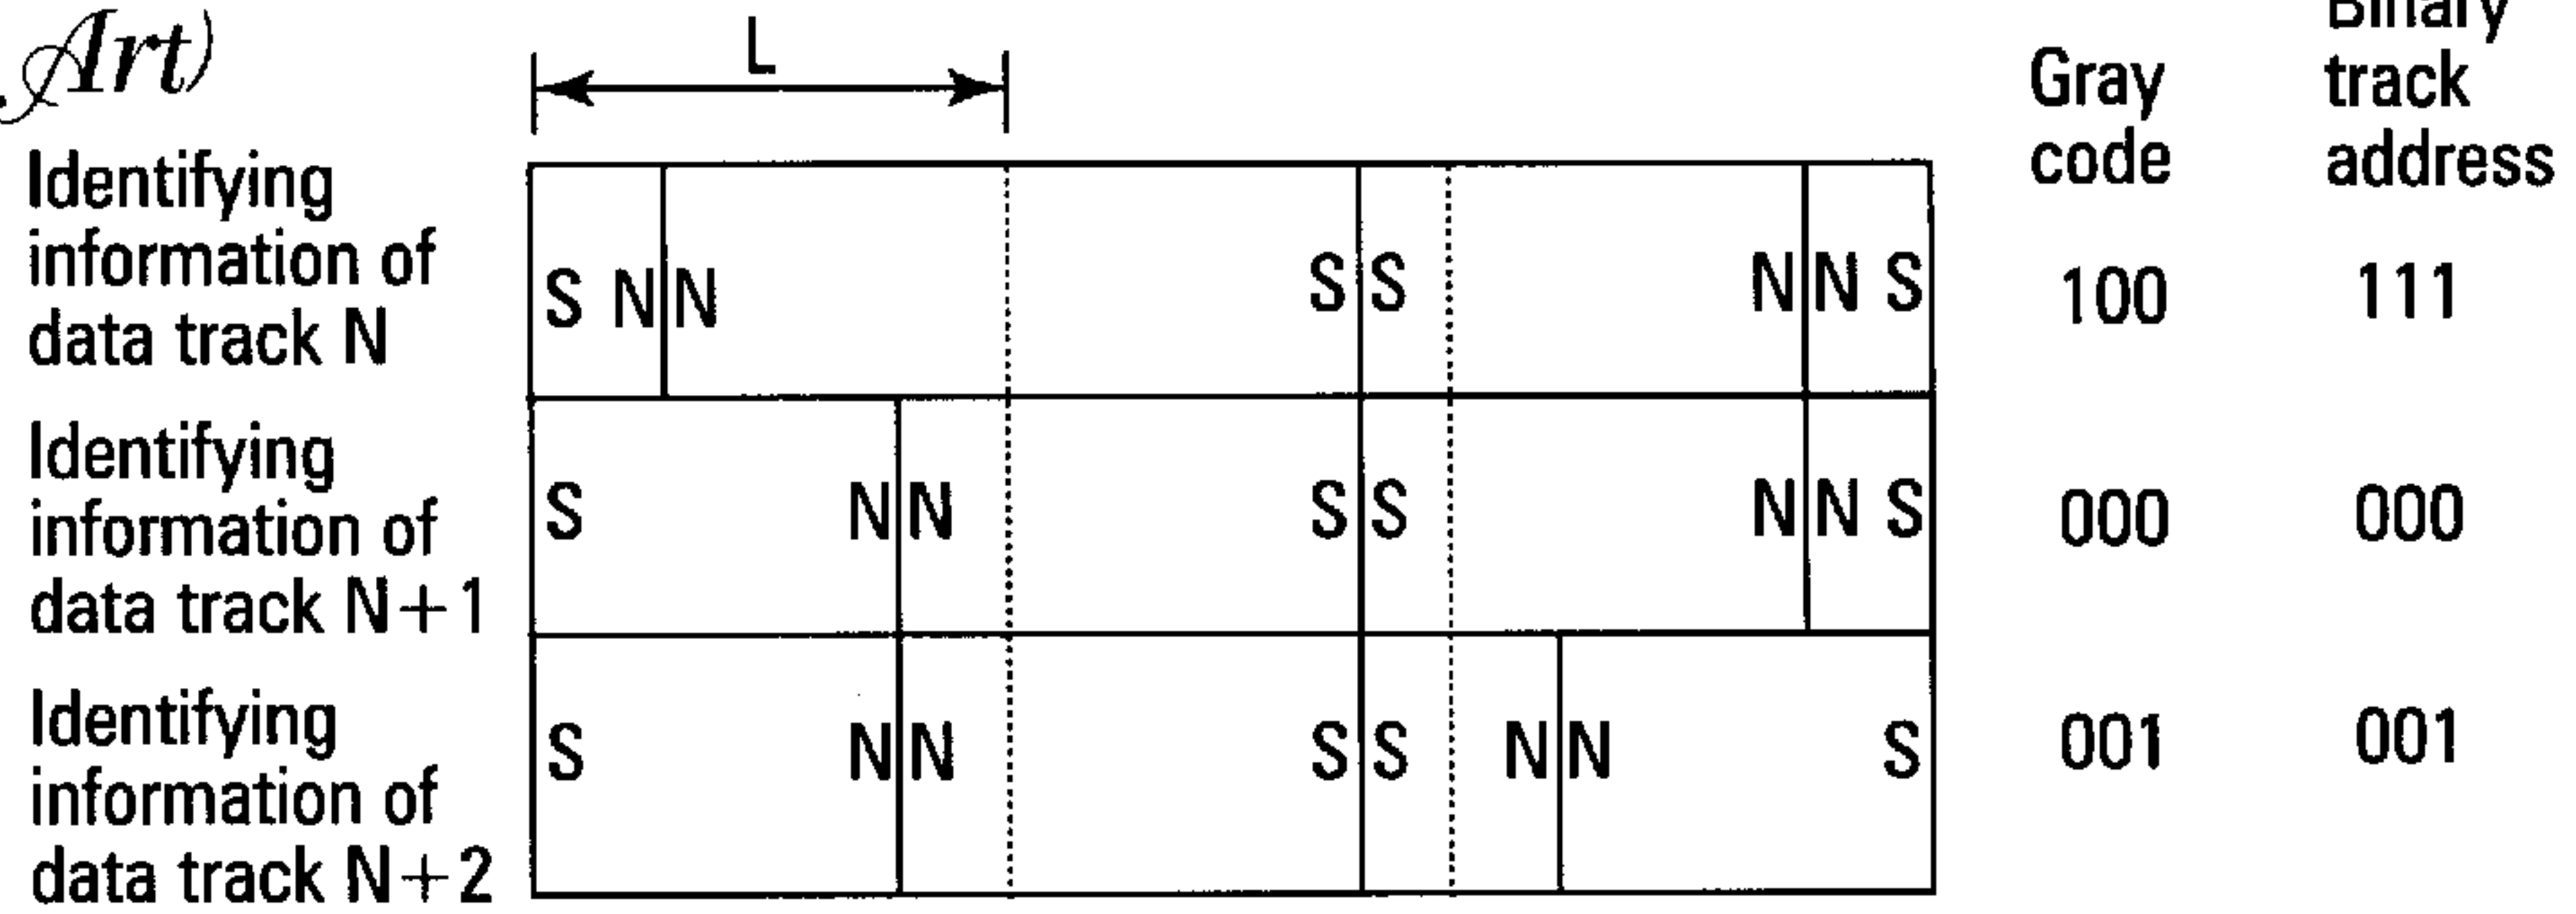 Art)
L
Gray
code
Binary
track
address
Identifying
information of
data track N
S N N S S N N S
100 111
Identifying
information of
data track N+1
S N N S S N N S
000 000
Identifying
information of
data track N+2
S N N S S N N S
001 001